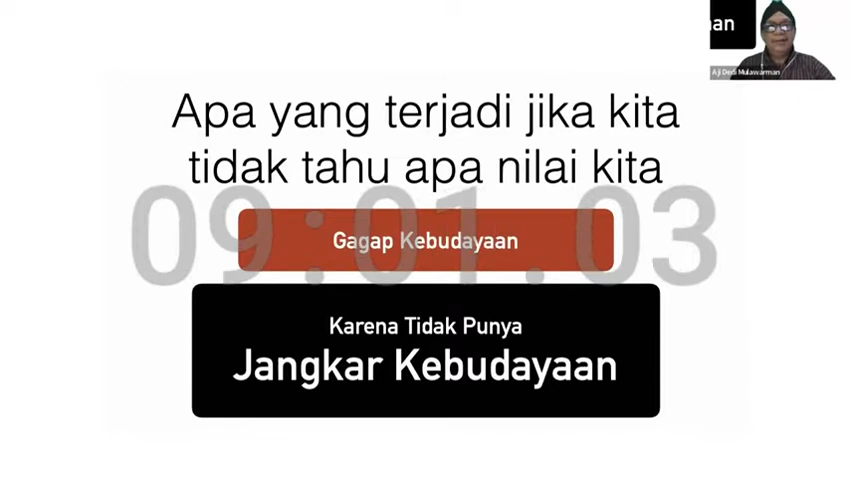 aan
Aji Dedi Mulawarman
Apa yang terjadi jika kita
tidak tahu apa nilai kita
09:01.03
Gagap Kebudayaan
Karena Tidak Punya
Jangkar Kebudayaan